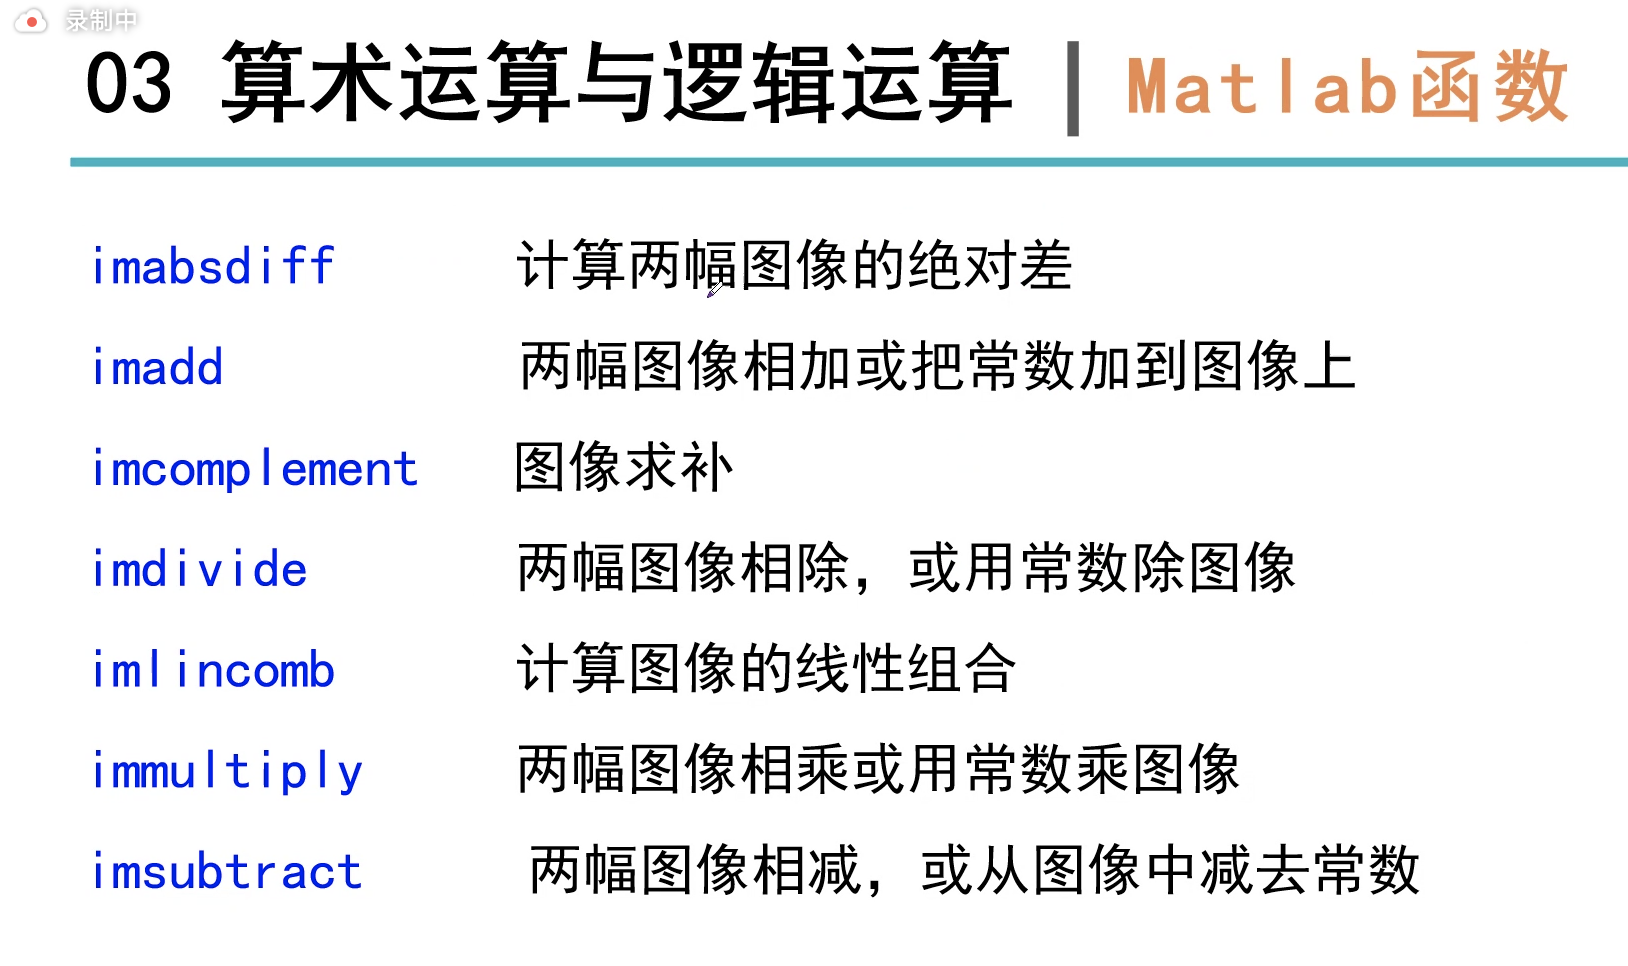 录制中
03 算术运算与逻辑运算 | Matlab函数
imabsdiff 计算两幅图像的绝对差
imadd 两幅图像相加或把常数加到图像上
imcomplement 图像求补
imdivide 两幅图像相除，或用常数除图像
imlincomb 计算图像的线性组合
immultiply 两幅图像相乘或用常数乘图像
imsubtract 两幅图像相减，或从图像中减去常数